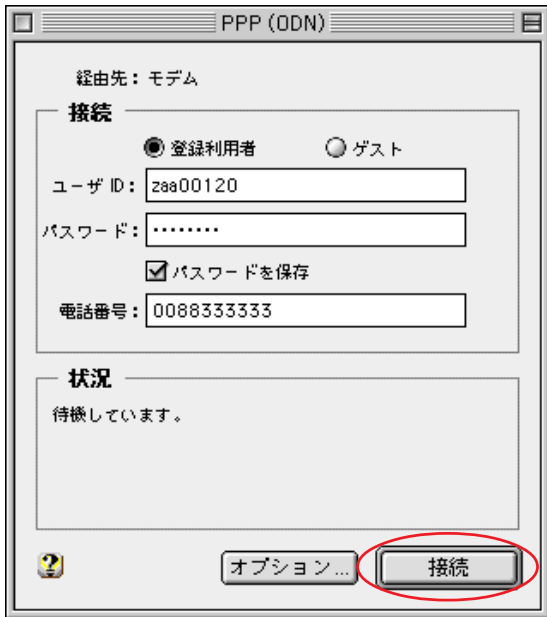 PPP (ODN)
経由先：モデム
接続
登録利用者 ゲスト
ユーザ ID： zaa00120
パスワード： ••••••••
パスワードを保存
電話番号： 0088333333
状況
待機しています。
オプション... 接続